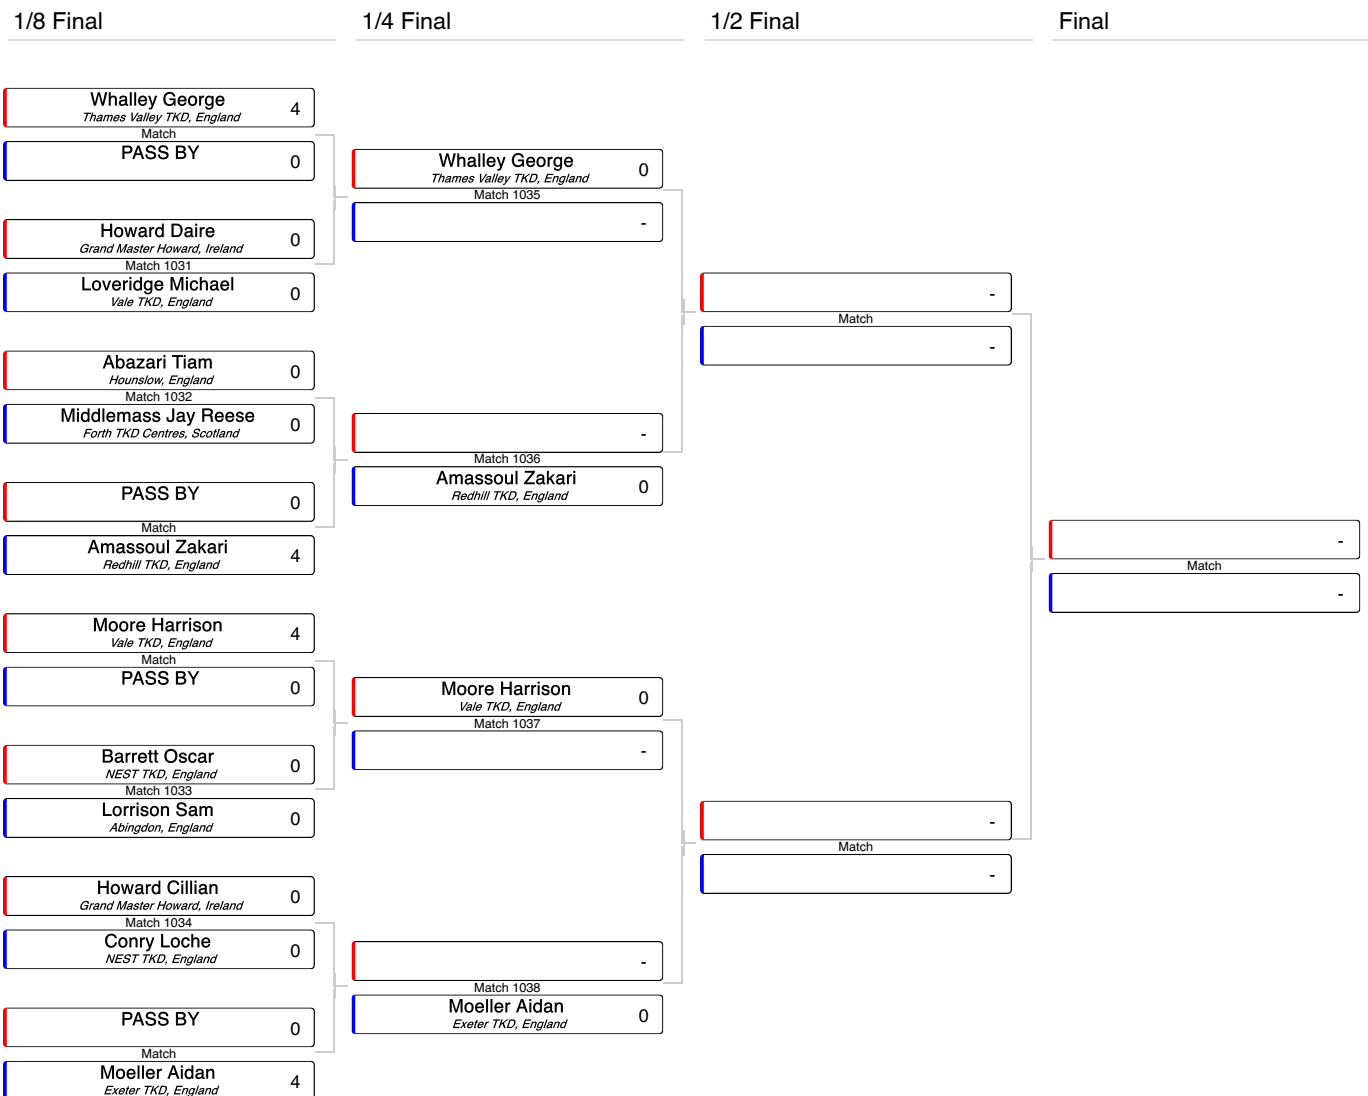 1/8 Final
1/4 Final
1/2 Final
Final
Whalley George
4
Thames Valley TKD, England
Match
PASS BY
0
Howard Daire
0
Grand Master Howard, Ireland
Match 1031
Loveridge Michael
0
Vale TKD, England
Abazari Tiam
0
Hounslow, England
Match 1032
Middlemass Jay Reese
0
Forth TKD Centres, Scotland
PASS BY
0
Match
Amassoul Zakari
4
Redhill TKD, England
Moore Harrison
4
Vale TKD, England
Match
PASS BY
0
Barrett Oscar
0
NEST TKD, England
Match 1033
Lorrison Sam
0
Abingdon, England
Howard Cillian
0
Grand Master Howard, Ireland
Match 1034
Conry Loche
0
NEST TKD, England
PASS BY
0
Match
Moeller Aidan
4
Exeter TKD, England
Whalley George
0
Thames Valley TKD, England
Match 1035
-
-
Match 1036
Amassoul Zakari
0
Redhill TKD, England
Moore Harrison
0
Vale TKD, England
Match 1037
-
-
Match 1038
Moeller Aidan
0
Exeter TKD, England
-
Match
-
-
Match
-
-
Match
-